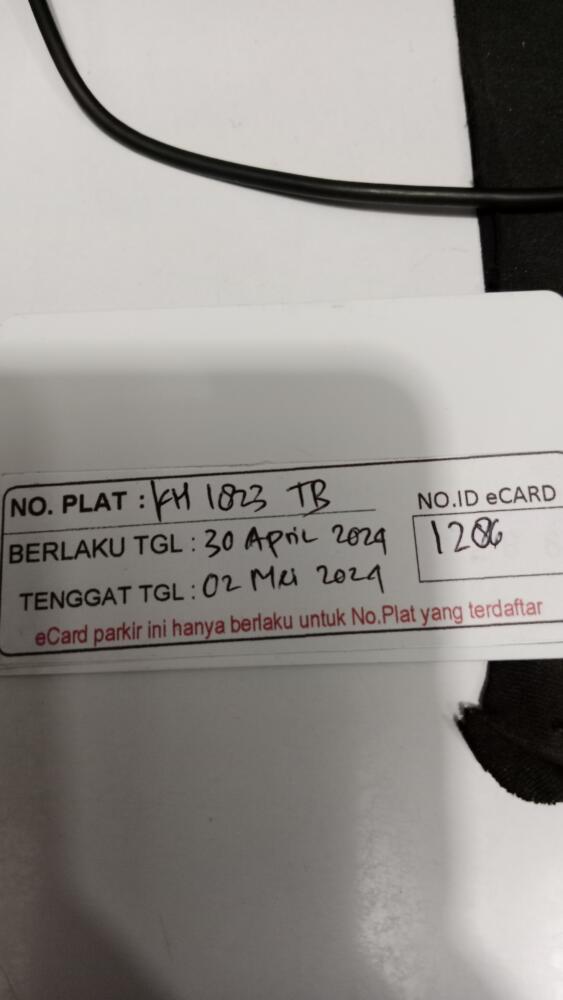 NO. PLAT : KH 1823 TB
NO.ID eCARD
BERLAKU TGL : 30 April 2024
1206
TENGGAT TGL : 02 Mei 2024
eCard parkir ini hanya berlaku untuk No.Plat yang terdaftar